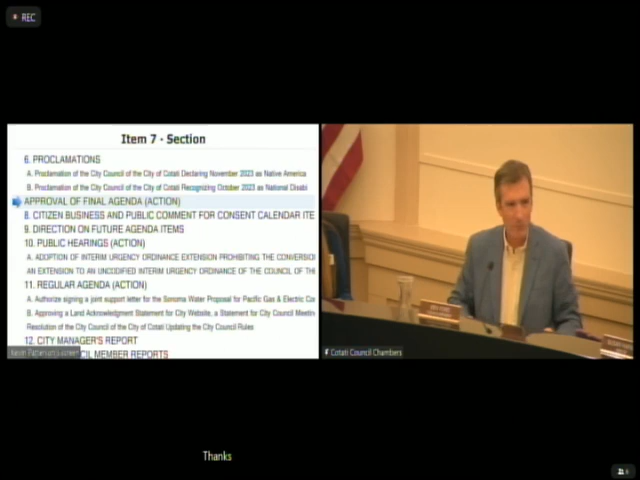 REC
Item 7 - Section
6. PROCLAMATIONS
A. Proclamation of the City Council of the City of Cotati Declaring November 2023 as Native America
B. Proclamation of the City Council of the City of Cotati Recognizing October 2023 as National Disabi
APPROVAL OF FINAL AGENDA (ACTION)
8. CITIZEN BUSINESS AND PUBLIC COMMENT FOR CONSENT CALENDAR ITE
9. DIRECTION ON FUTURE AGENDA ITEMS
10. PUBLIC HEARINGS (ACTION)
A. ADOPTION OF INTERIM URGENCY ORDINANCE EXTENSION PROHIBITING THE CONVERSIO
AN EXTENSION TO AN UNCODIFIED INTERIM URGENCY ORDINANCE OF THE COUNCIL OF TH
11. REGULAR AGENDA (ACTION)
A. Authorize signing a joint support letter for the Sonoma Water Proposal for Pacific Gas & Electric Co
B. Approving a Land Acknowledgment Statement for City Website, a Statement for City Council Meetin
Resolution of the City Council of the City of Cotati Updating the City Council Rules
12. CITY MANAGER'S REPORT
CIL MEMBER REPORTS
Cotati Council Chambers
Thanks